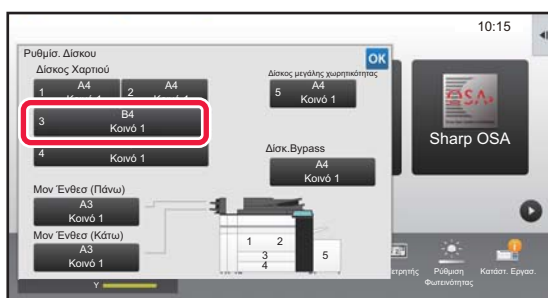 10:15
Ρυθμίσ. Δίσκου
OK
Δίσκος Χαρτιού
Δίσκος μεγάλης χωρητικότητας
1 A4
2 A4
5 A4
Κοινό 1
3 B4
Κοινό 1
4
Κοινό 1
Δίσκ.Bypass
A4
Κοινό 1
Μον Ένθεσ (Πάνω)
A3
Κοινό 1
Μον Ένθεσ (Κάτω)
A3
Κοινό 1
1 2
3
4
5
OSA
Sharp OSA
ετρητής
Ρύθμιση
Φωτεινότητας
Κατάστ. Εργασ.
Y